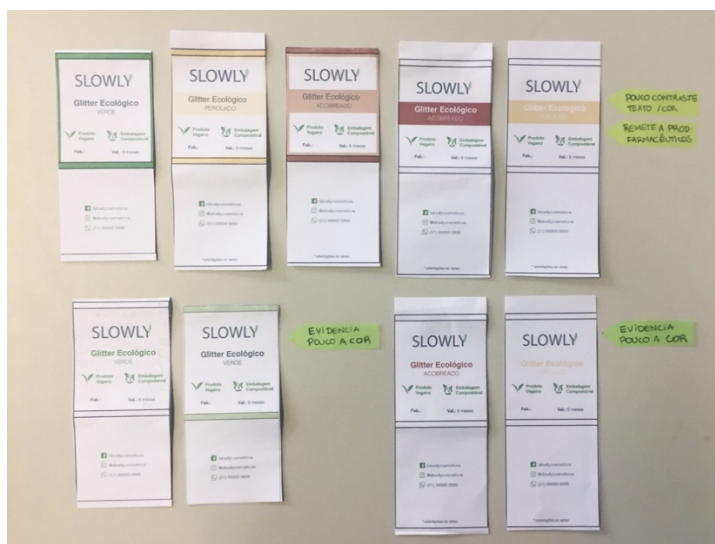 SLOWLY
Glitter Ecológico
VERDE
Produto Vegano
Embalagem Compostável
Fab.:
Val.: 6 meses
SLOWLY
Glitter Ecológico
PEROLADO
Produto Vegano
Embalagem Compostável
Fab.:
Val.: 6 meses
SLOWLY
Glitter Ecológico
ACOBREADO
Produto Vegano
Embalagem Compostável
Fab.:
Val.: 6 meses
SLOWLY
Glitter Ecológico
ACOBREADO
Produto Vegano
Embalagem Compostável
Fab.:
Val.: 6 meses
SLOWLY
Glitter Ecológico
Produto Vegano
Embalagem Compostável
Fab.:
Val.: 6 meses
POUCO CONTRASTE
TEXTO / COR
REMETE A PROD.
FARMACÊUTICOS
SLOWLY
Glitter Ecológico
VERDE
Produto Vegano
Embalagem Compostável
Fab.:
Val.: 6 meses
SLOWLY
Glitter Ecológico
VERDE
Produto Vegano
Embalagem Compostável
Fab.:
Val.: 6 meses
EVIDENCIA
POUCO A COR
SLOWLY
Glitter Ecológico
ACOBREADO
Produto Vegano
Embalagem Compostável
Fab.:
Val.: 6 meses
SLOWLY
Glitter Ecológico
Produto Vegano
Embalagem Compostável
Fab.:
Val.: 6 meses
EVIDENCIA
POUCO A COR